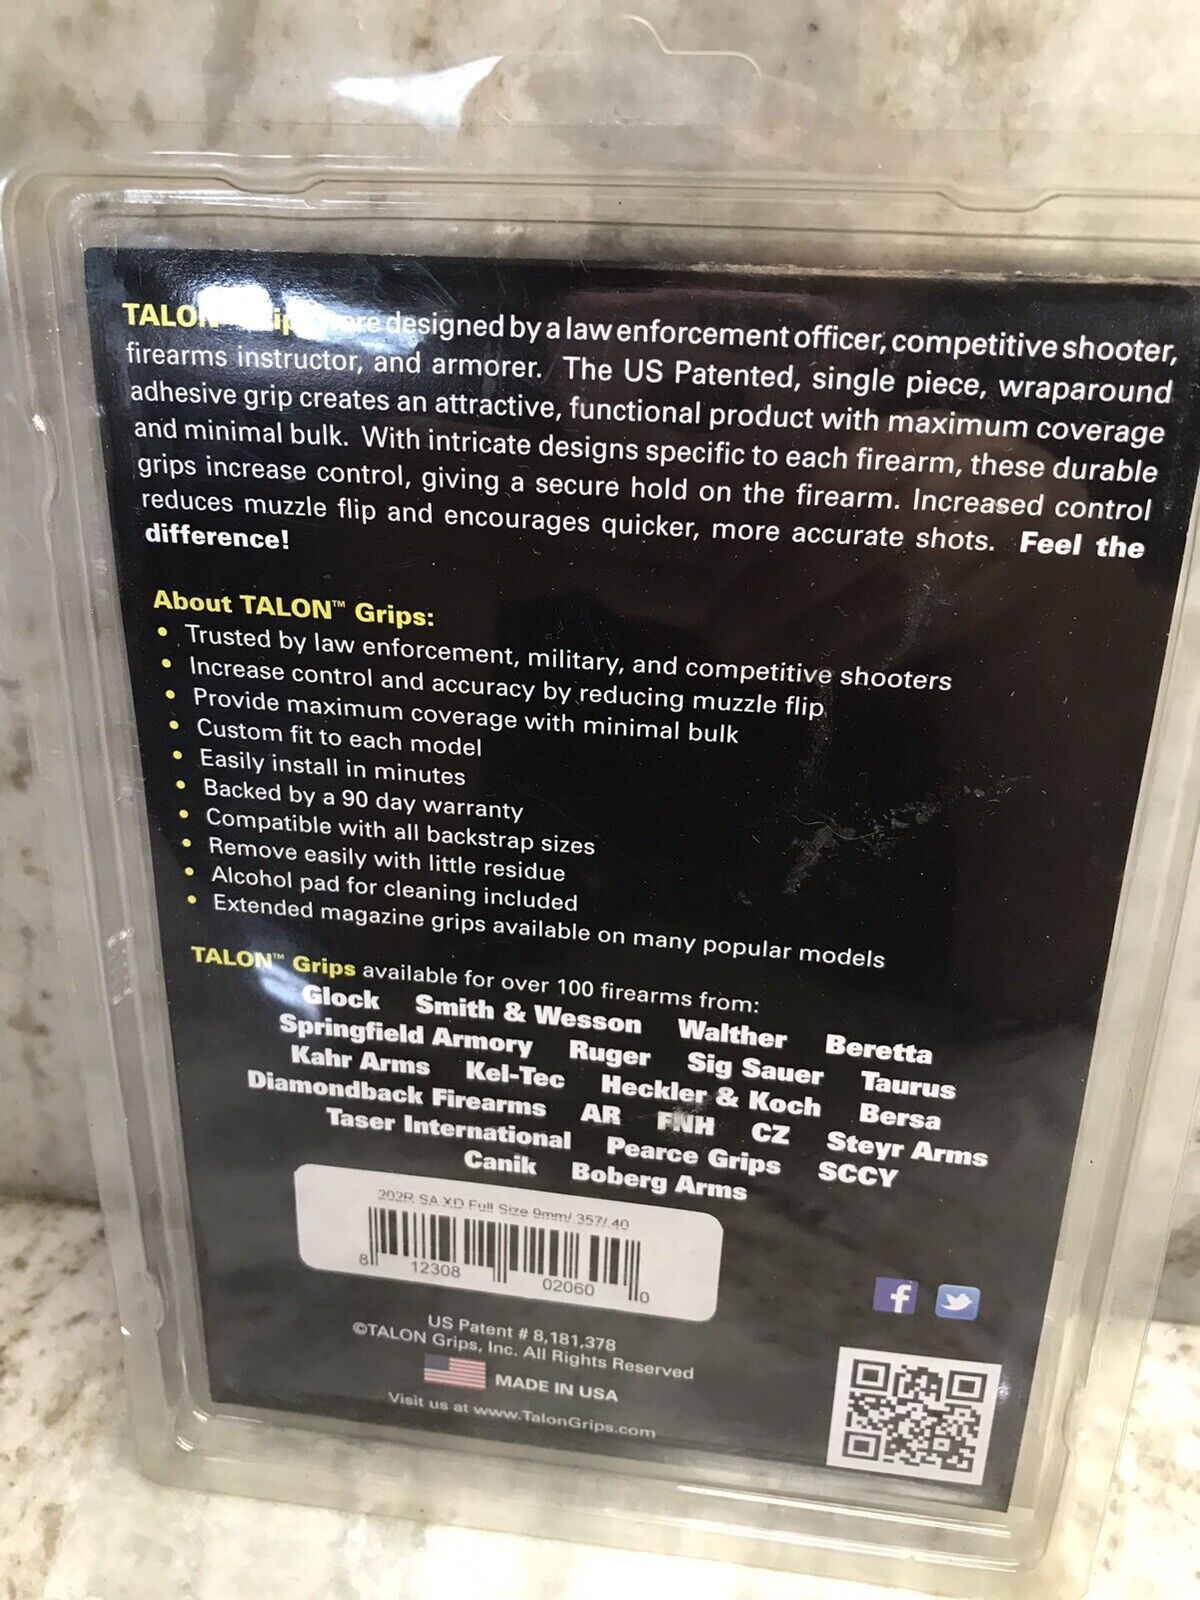 TALON were designed by a law enforcement officer, competitive shooter,
firearms instructor, and armorer. The US Patented, single piece, wraparound
adhesive grip creates an attractive, functional product with maximum coverage
and minimal bulk. With intricate designs specific to each firearm, these durable
grips increase control, giving a secure hold on the firearm. Increased control
reduces muzzle flip and encourages quicker, more accurate shots. Feel the
difference!
About TALON™ Grips:
• Trusted by law enforcement, military, and competitive shooters
• Increase control and accuracy by reducing muzzle flip
• Provide maximum coverage with minimal bulk
• Custom fit to each model
• Easily install in minutes
• Backed by a 90 day warranty
• Compatible with all backstrap sizes
• Remove easily with little residue
• Alcohol pad for cleaning included
• Extended magazine grips available on many popular models
TALON™ Grips available for over 100 firearms from:
Glock Smith & Wesson Walther Beretta
Springfield Armory Ruger Sig Sauer Taurus
Kahr Arms Kel-Tec Heckler & Koch Bersa
Diamondback Firearms AR FNH CZ Steyr Arms
Taser International Pearce Grips SCCY
Canik Boberg Arms
202R SA XD Full Size 9mm/.357/.40
8 12308 02060 0
US Patent # 8,181,378
©TALON Grips, Inc. All Rights Reserved
MADE IN USA
Visit us at www.TalonGrips.com